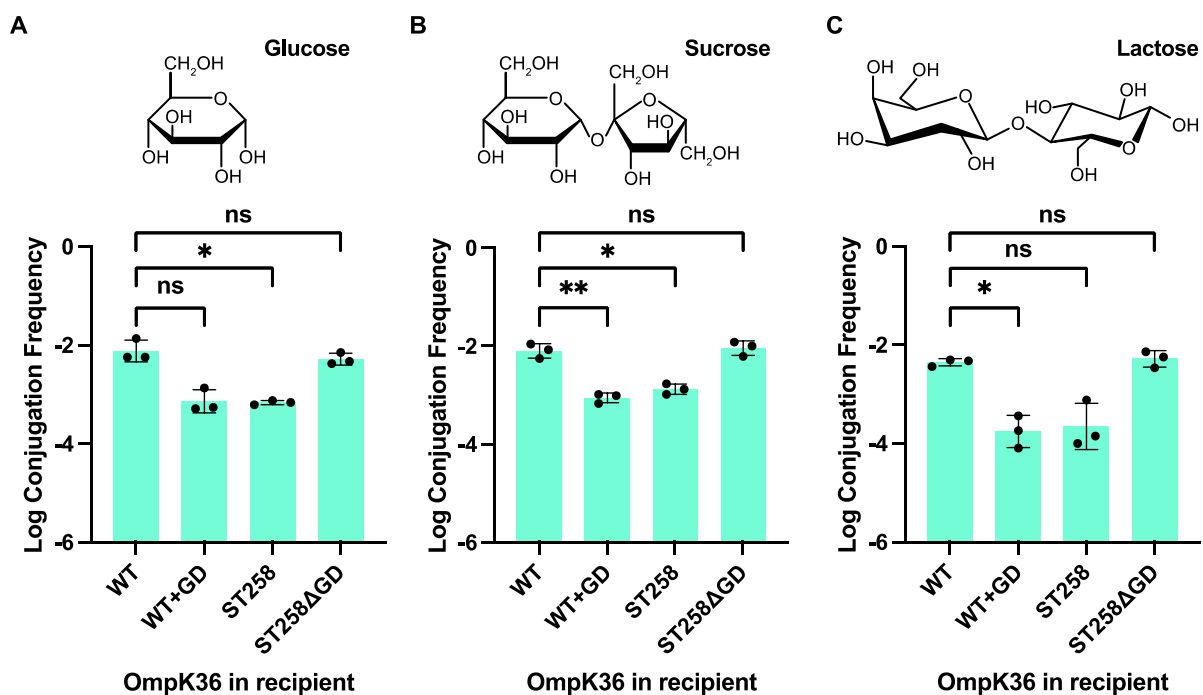 A
Glucose
CH2OH
O
OH
OH
OH
OH
ns
*
ns
Log Conjugation Frequency
0
-2
-4
-6
WT
WT+GD
ST258
ST258ΔGD
OmpK36 in recipient
B
Sucrose
CH2OH
CH2OH
O
O
OH
OH
O
OH
OH
CH2OH
OH
ns
*
**
Log Conjugation Frequency
0
-2
-4
-6
WT
WT+GD
ST258
ST258ΔGD
OmpK36 in recipient
C
Lactose
OH
OH
OH
O
OH
OH
OH
O
O
OH
OH
ns
ns
*
Log Conjugation Frequency
0
-2
-4
-6
WT
WT+GD
ST258
ST258ΔGD
OmpK36 in recipient